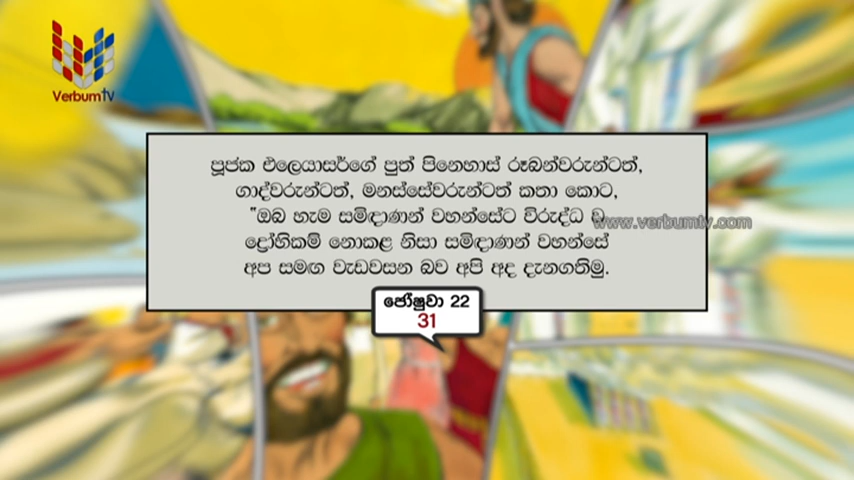 VerbumTV
පූජක එලෙයාසර්ගේ පුත් පිනෙහාස් රූබන්වරුන්ටත්,
ගාද්වරුන්ටත්, මනස්සේවරුන්ටත් කතා කොට,
"ඔබ හැම සමිඳාණන් වහන්සේට විරුද්ධ වූ
www.verbumtv.com
ද්‍රෝහිකම් නොකළ නිසා සමිඳාණන් වහන්සේ
අප සමඟ වැඩවසන බව අපි අද දැනගතිමු.
ජෝෂුවා 22
31